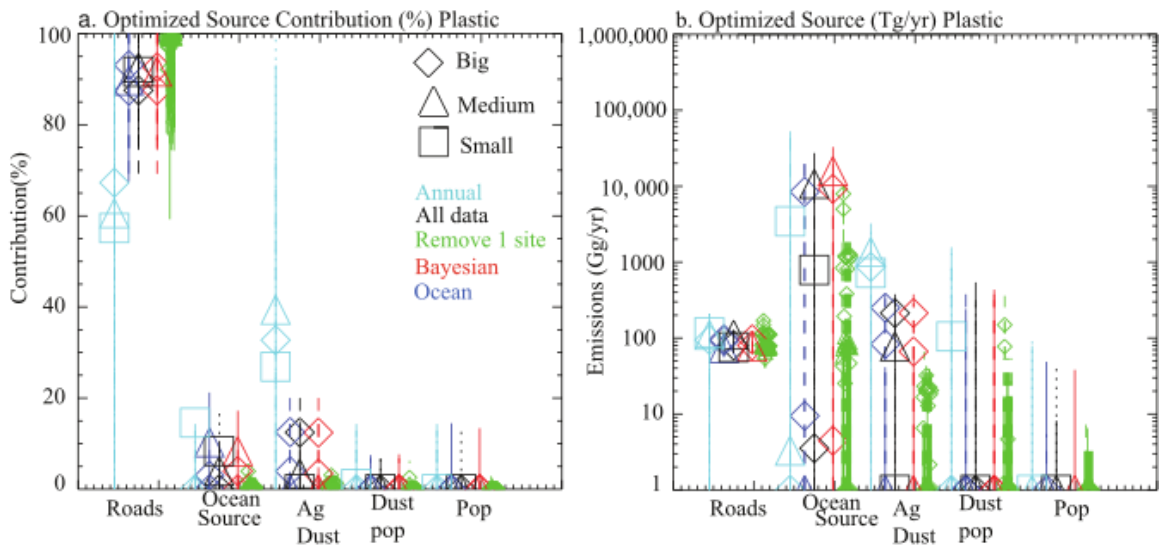 a. Optimized Source Contribution (%) Plastic
100
80
60
40
20
0
Contribution(%)
Big
Medium
Small
Annual
All data
Remove 1 site
Bayesian
Ocean
Roads
Ocean
Source
Ag
Dust
Dust
pop
Pop
b. Optimized Source (Tg/yr) Plastic
1,000,000
100,000
10, 000
1000
100
10
1
Emissions (Gg/yr)
Roads
Ocean
Source
Ag
Dust
Dust
pop
Pop